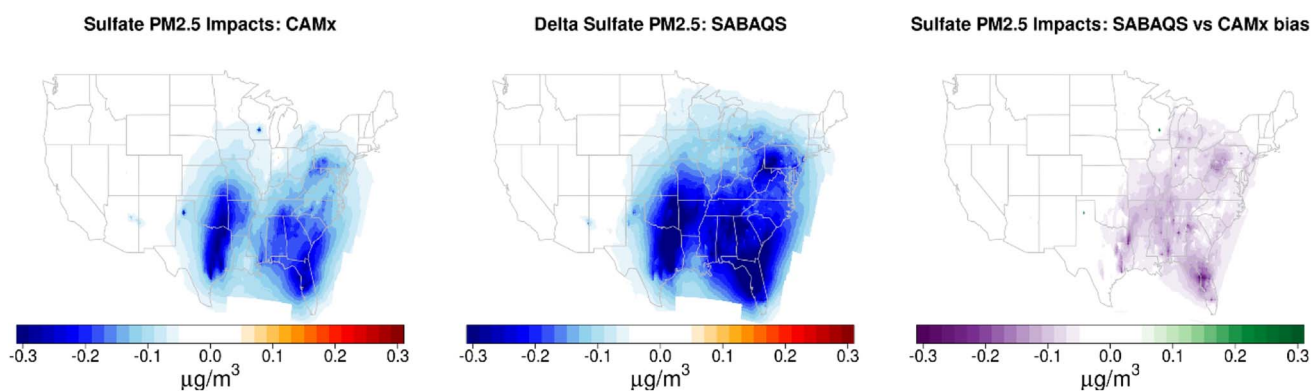 Sulfate PM2.5 Impacts: CAMx
Delta Sulfate PM2.5: SABAQS
Sulfate PM2.5 Impacts: SABAQS vs CAMx bias
-0.3 -0.2 -0.1 0.0 0.1 0.2 0.3
μg/m³
-0.3 -0.2 -0.1 0.0 0.1 0.2 0.3
μg/m³
-0.3 -0.2 -0.1 0.0 0.1 0.2 0.3
μg/m³